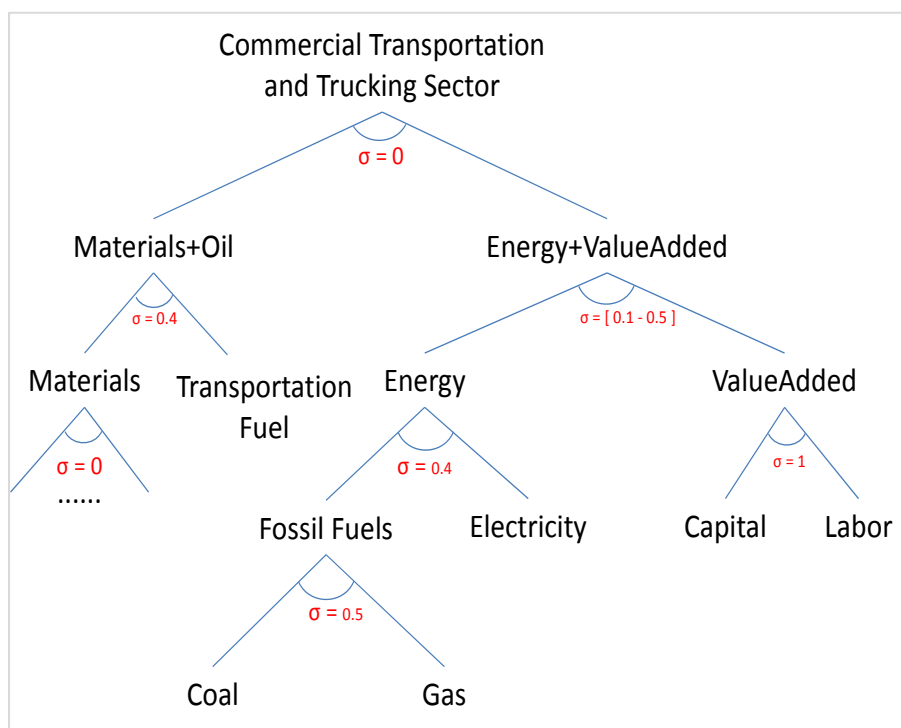 Commercial Transportation
and Trucking Sector
σ = 0
Materials+Oil
Energy+ValueAdded
σ = 0.4
σ = [ 0.1 - 0.5 ]
Materials
Transportation
Fuel
Energy
ValueAdded
σ = 0
......
σ = 0.4
σ = 1
Fossil Fuels
Electricity
Capital
Labor
σ = 0.5
Coal
Gas